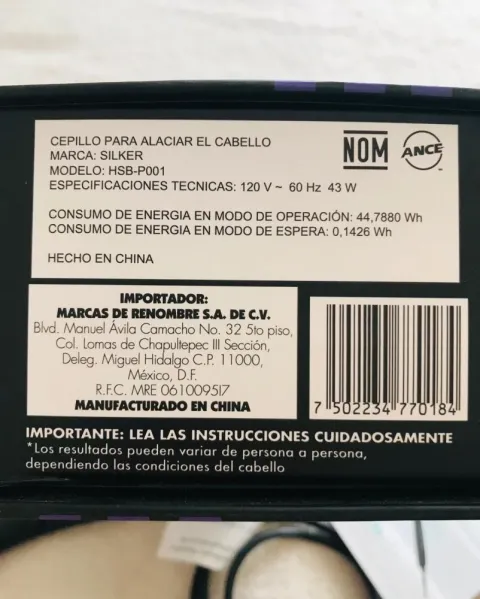 CEPILLO PARA ALACIAR EL CABELLO
MARCA: SILKER
MODELO: HSB-P001
ESPECIFICACIONES TECNICAS: 120 V ~ 60 Hz 43 W
NOM
ANCE
CONSUMO DE ENERGIA EN MODO DE OPERACIÓN: 44,7880 Wh
CONSUMO DE ENERGIA EN MODO DE ESPERA: 0,1426 Wh
HECHO EN CHINA
IMPORTADOR:
MARCAS DE RENOMBRE S.A. DE C.V.
Blvd. Manuel Ávila Camacho No. 32 5to piso,
Col. Lomas de Chapultepec III Sección,
Deleg. Miguel Hidalgo C.P. 11000,
México, D.F.
R.F.C. MRE 0610095I7
MANUFACTURADO EN CHINA
7 502234 770184
IMPORTANTE: LEA LAS INSTRUCCIONES CUIDADOSAMENTE
*Los resultados pueden variar de persona a persona,
dependiendo las condiciones del cabello